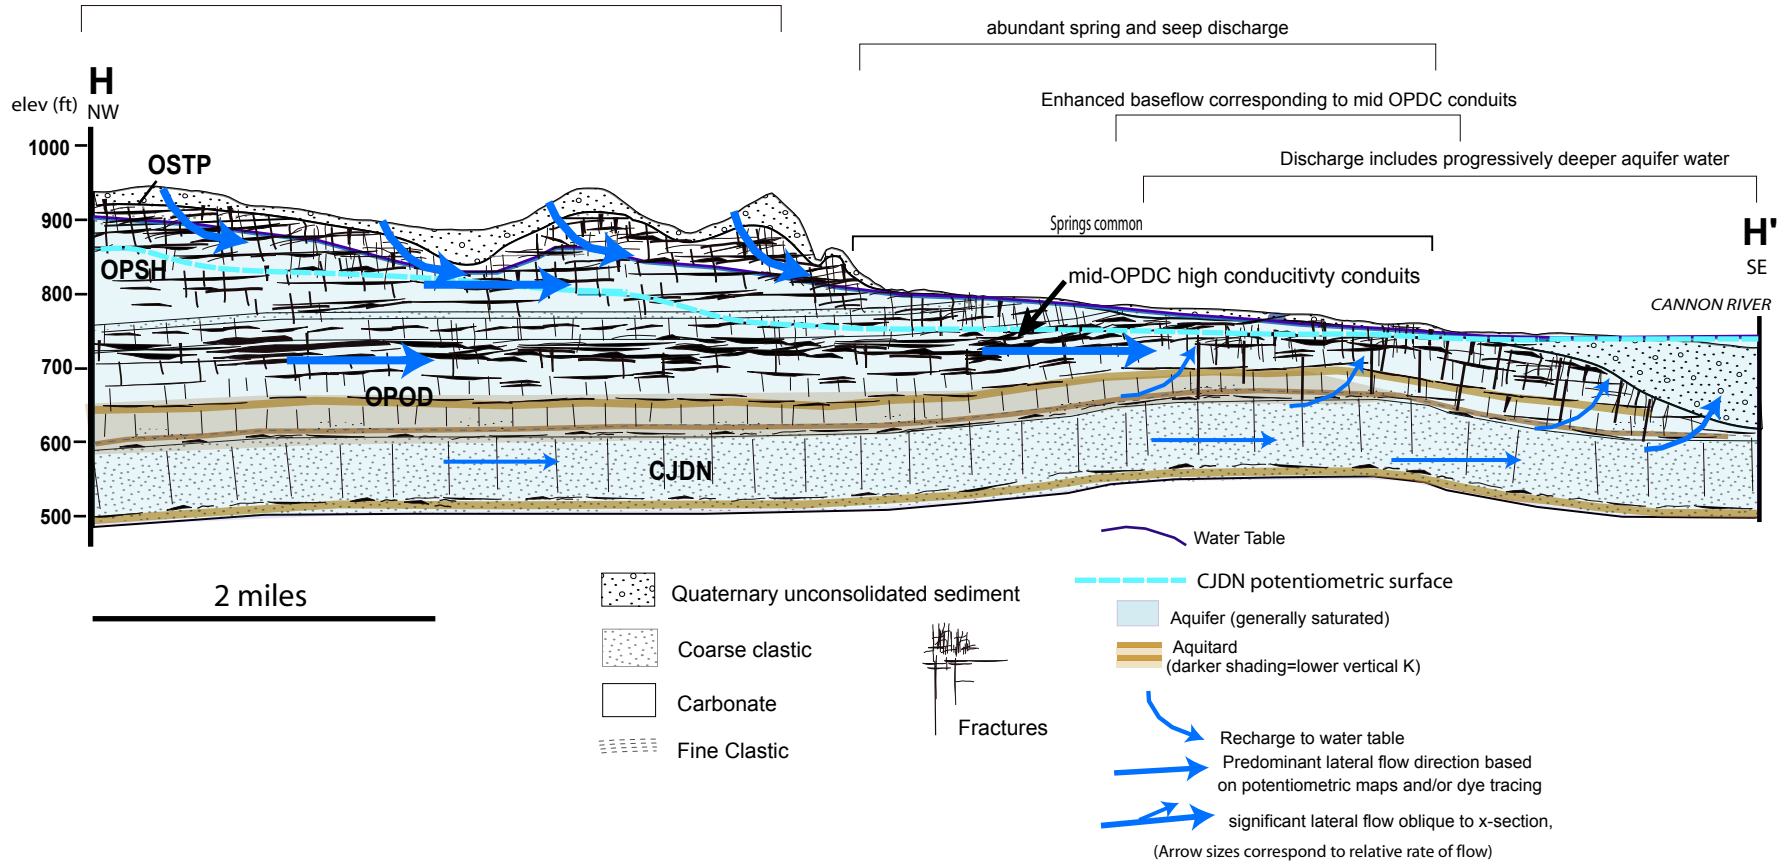 abundant spring and seep discharge
H
NW
elev (ft)
Enhanced baseflow corresponding to mid OPDC conduits
Discharge includes progressively deeper aquifer water
1000
OSTP
900
Springs common
H'
SE
OPSH
mid-OPDC high conducitivty conduits
800
CANNON RIVER
700
OPOD
600
CJDN
500
Water Table
2 miles
Quaternary unconsolidated sediment
CJDN potentiometric surface
Aquifer (generally saturated)
Coarse clastic
Aquitard
(darker shading=lower vertical K)
Carbonate
Fractures
Fine Clastic
Recharge to water table
Predominant lateral flow direction based
on potentiometric maps and/or dye tracing
significant lateral flow oblique to x-section,
(Arrow sizes correspond to relative rate of flow)